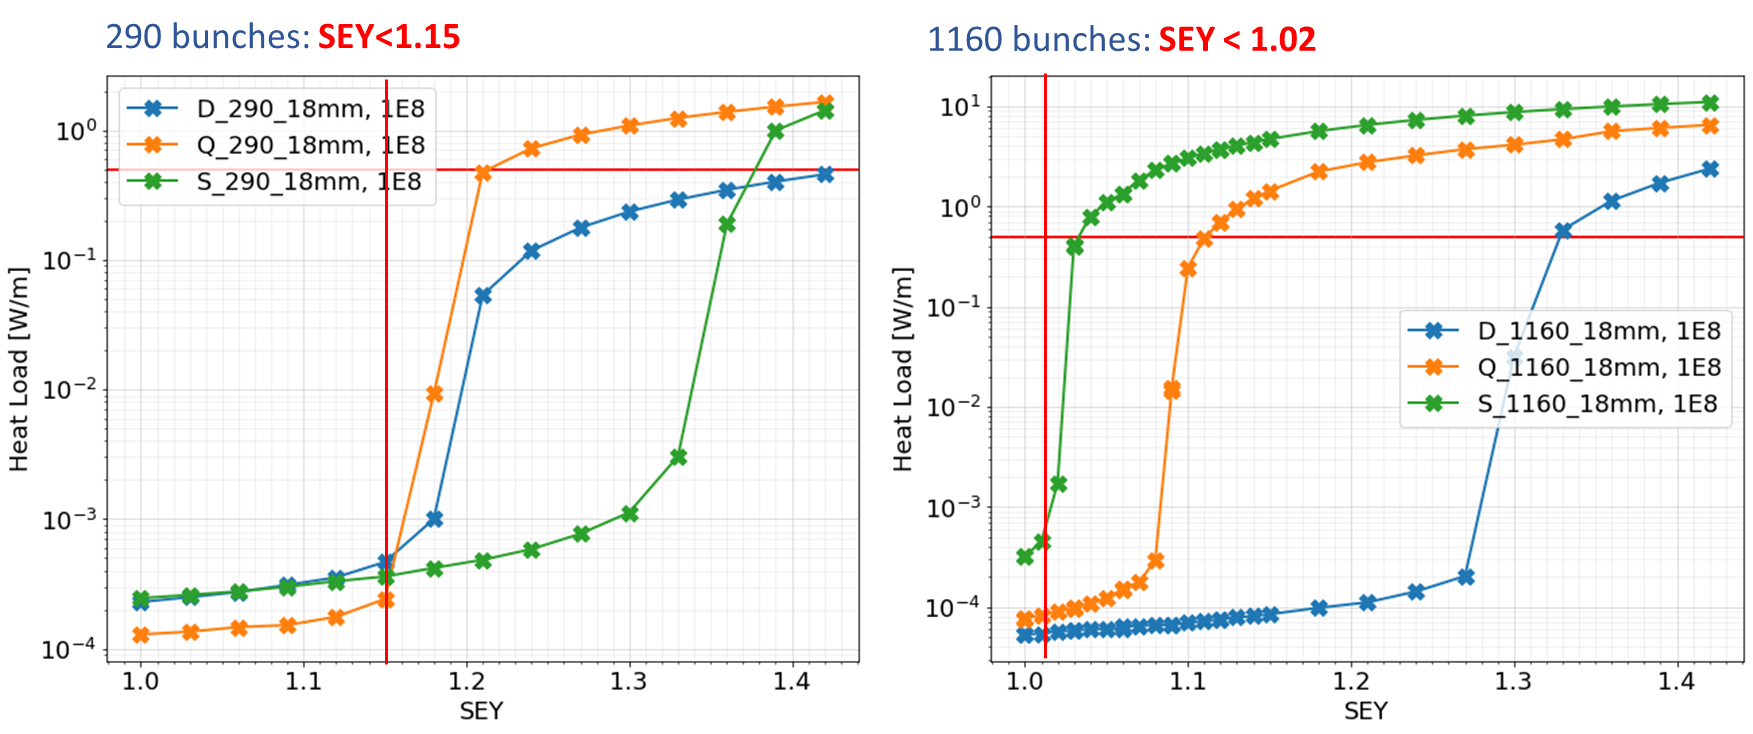 290 bunches: SEY<1.15
D_290_18mm, 1E8
Q_290_18mm, 1E8
S_290_18mm, 1E8
10⁰
10⁻¹
10⁻²
10⁻³
10⁻⁴
Heat Load [W/m]
1.0 1.1 1.2 1.3 1.4
SEY
1160 bunches: SEY < 1.02
10¹
10⁰
10⁻¹
10⁻²
10⁻³
10⁻⁴
Heat Load [W/m]
D_1160_18mm, 1E8
Q_1160_18mm, 1E8
S_1160_18mm, 1E8
1.0 1.1 1.2 1.3 1.4
SEY